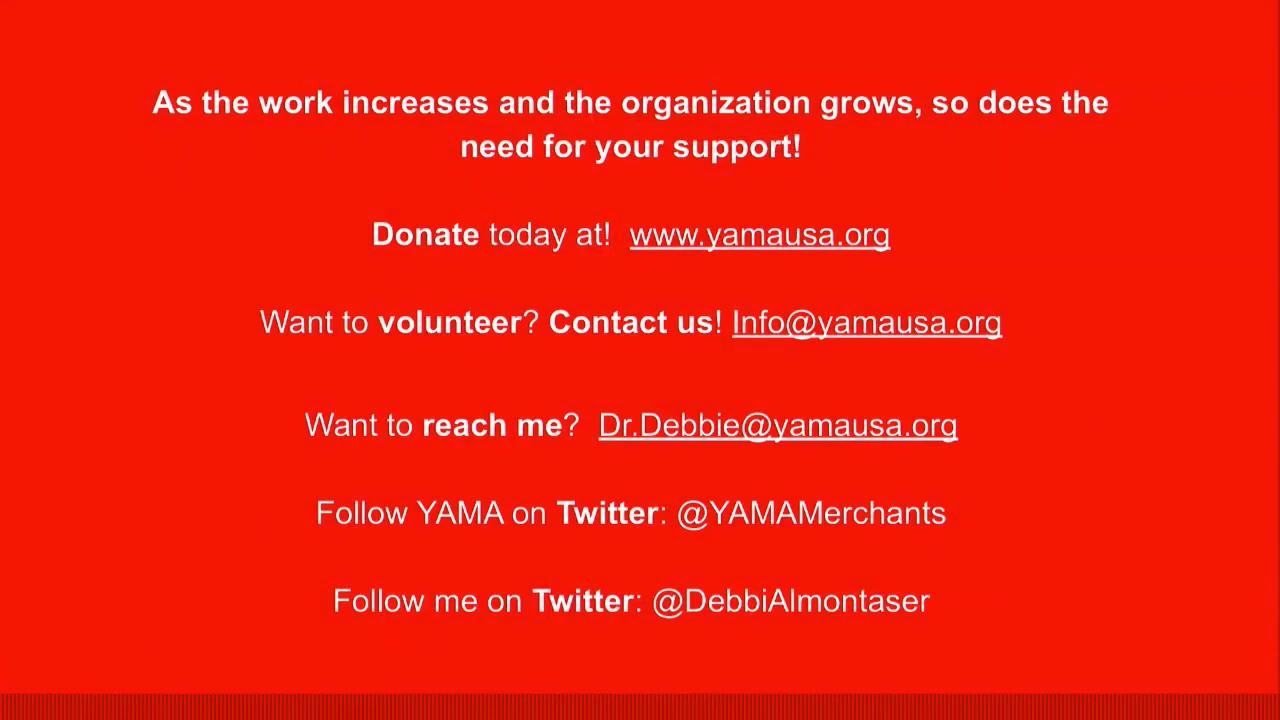 As the work increases and the organization grows, so does the
need for your support!
Donate today at!  www.yamausa.org
Want to volunteer? Contact us! Info@yamausa.org
Want to reach me?  Dr.Debbie@yamausa.org
Follow YAMA on Twitter: @YAMAMerchants
Follow me on Twitter: @DebbiAlmontaser